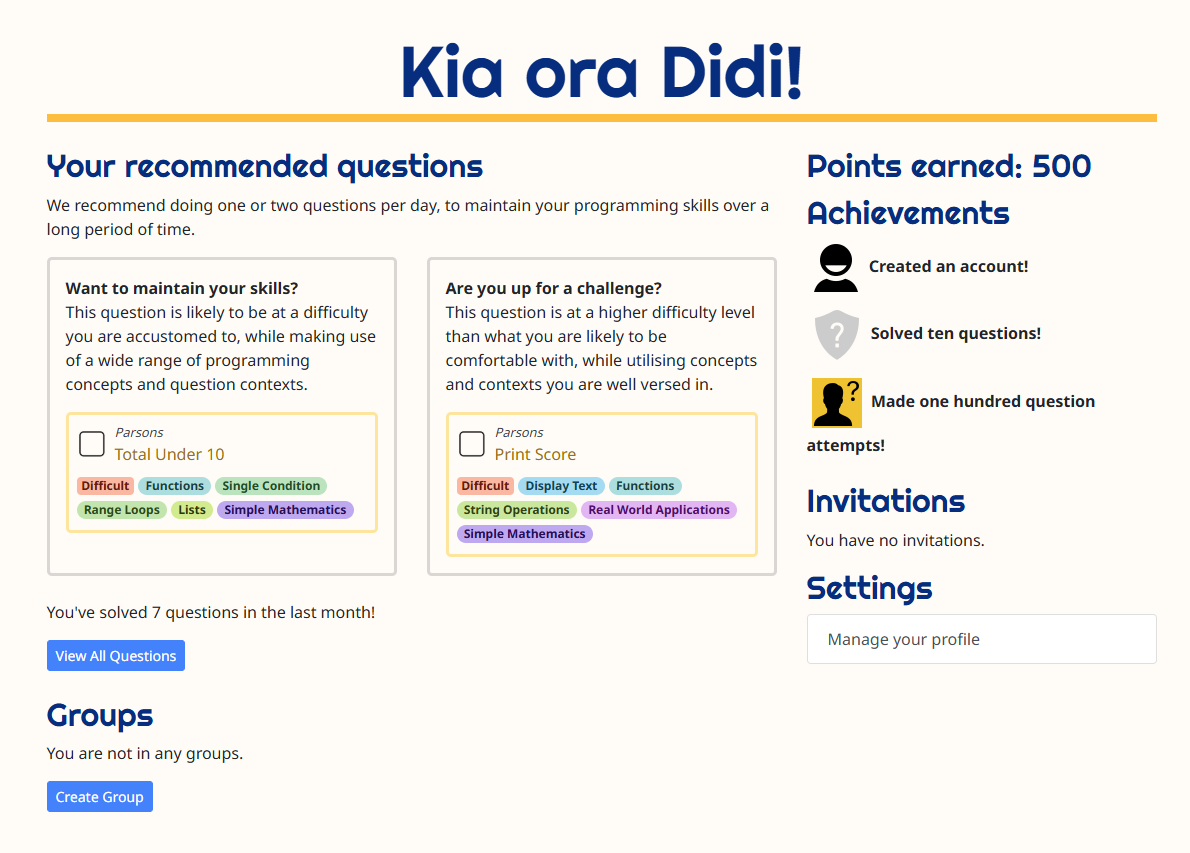 Kia ora Didi!
Your recommended questions
We recommend doing one or two questions per day, to maintain your programming skills over a
long period of time.
Want to maintain your skills?
This question is likely to be at a difficulty
you are accustomed to, while making use
of a wide range of programming
concepts and question contexts.
Parsons
Total Under 10
Difficult Functions Single Condition
Range Loops Lists Simple Mathematics
Are you up for a challenge?
This question is at a higher difficulty level
than what you are likely to be
comfortable with, while utilising concepts
and contexts you are well versed in.
Parsons
Print Score
Difficult Display Text Functions
String Operations Real World Applications
Simple Mathematics
You've solved 7 questions in the last month!
View All Questions
Groups
You are not in any groups.
Create Group
Points earned: 500
Achievements
Created an account!
? Solved ten questions!
? Made one hundred question
attempts!
Invitations
You have no invitations.
Settings
Manage your profile